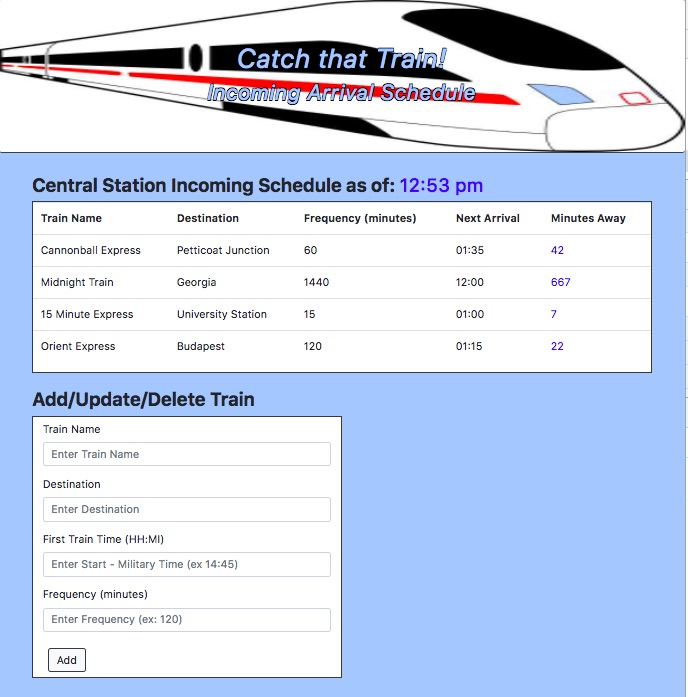 Catch that Train!
Incoming Arrival Schedule
Central Station Incoming Schedule as of: 12:53 pm
Train Name Destination Frequency (minutes) Next Arrival Minutes Away
Cannonball Express Petticoat Junction 60 01:35 42
Midnight Train Georgia 1440 12:00 667
15 Minute Express University Station 15 01:00 7
Orient Express Budapest 120 01:15 22
Add/Update/Delete Train
Train Name
Enter Train Name
Destination
Enter Destination
First Train Time (HH:MI)
Enter Start - Military Time (ex 14:45)
Frequency (minutes)
Enter Frequency (ex: 120)
Add